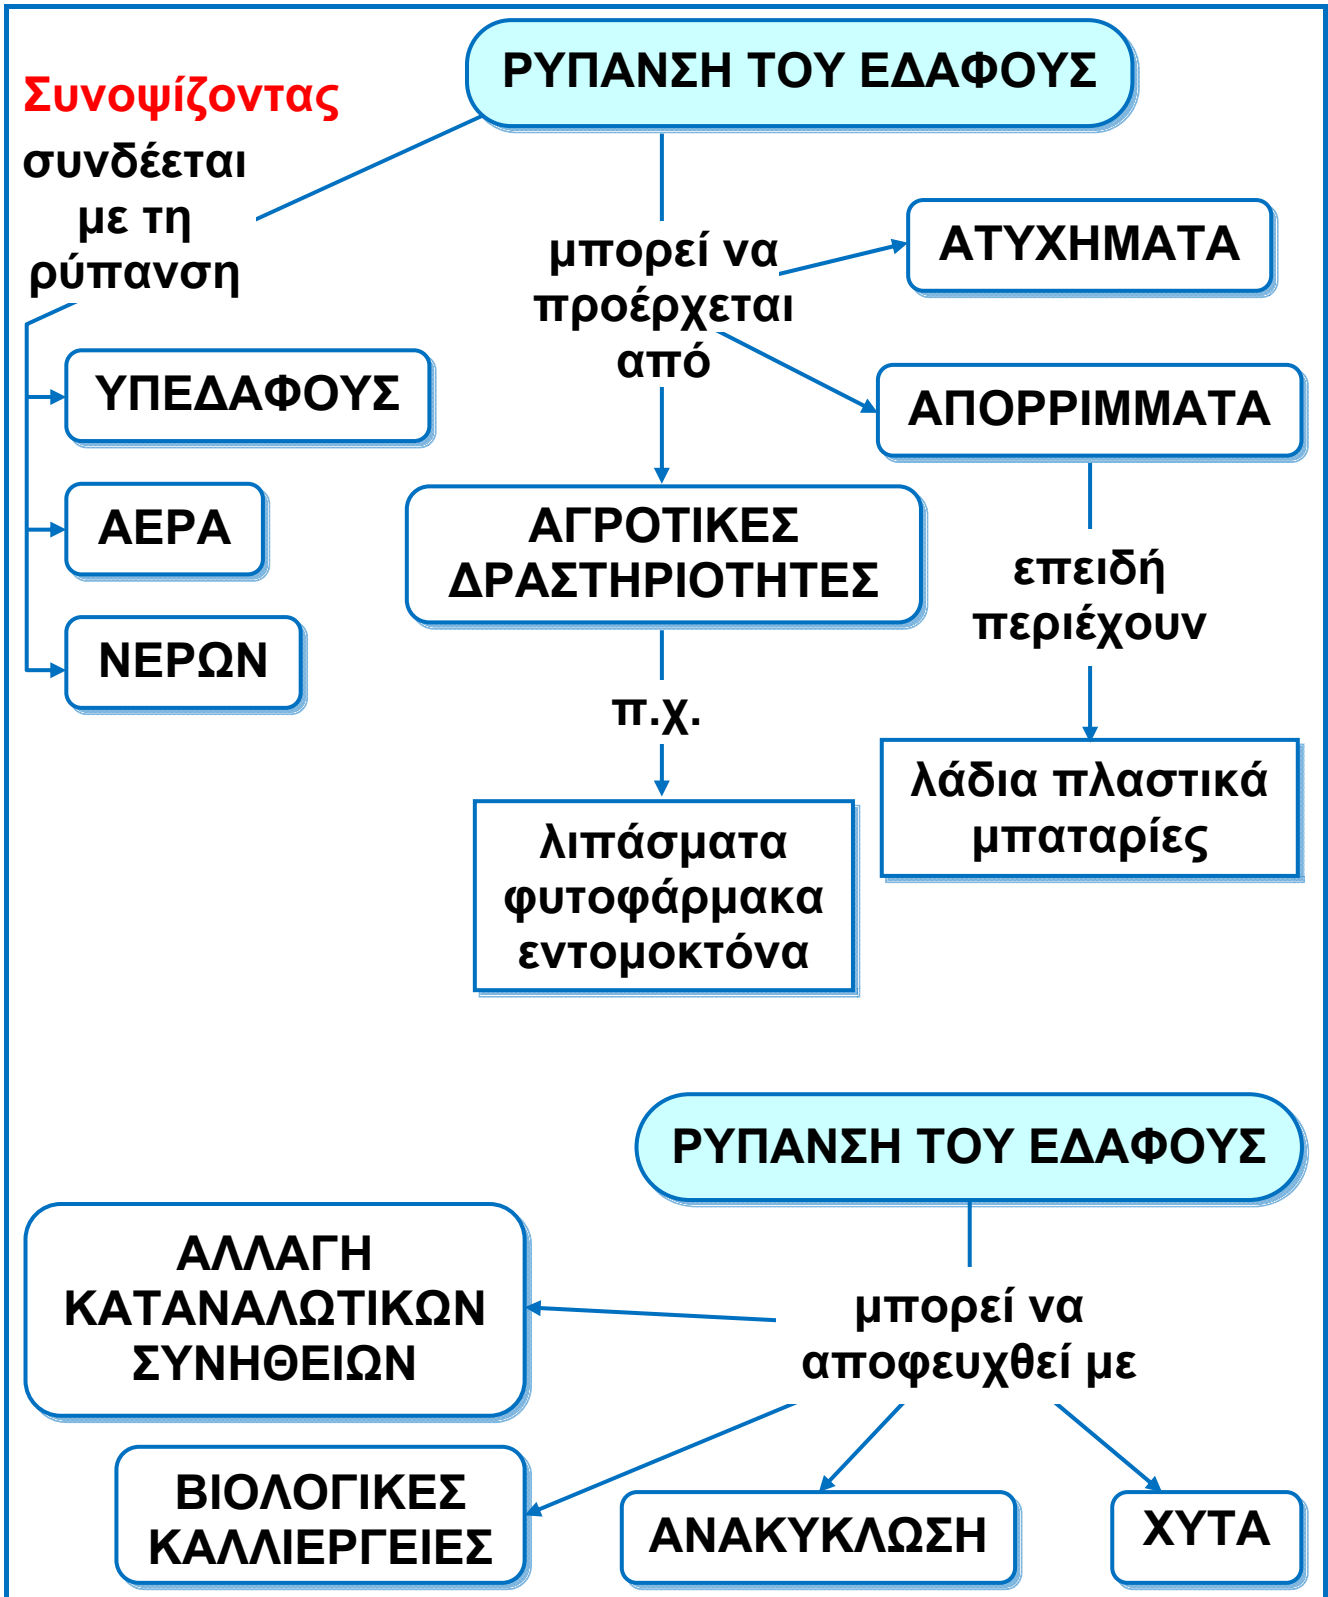 ΡΥΠΑΝΣΗ ΤΟΥ ΕΔΑΦΟΥΣ
Συνοψίζοντας
συνδέεται
με τη
ρύπανση
ΥΠΕΔΑΦΟΥΣ
ΑΕΡΑ
ΝΕΡΩΝ
μπορεί να
προέρχεται
από
ΑΤΥΧΗΜΑΤΑ
ΑΠΟΡΡΙΜΜΑΤΑ
επειδή
περιέχουν
λάδια πλαστικά
μπαταρίες
ΑΓΡΟΤΙΚΕΣ
ΔΡΑΣΤΗΡΙΟΤΗΤΕΣ
π.χ.
λιπάσματα
φυτοφάρμακα
εντομοκτόνα
ΡΥΠΑΝΣΗ ΤΟΥ ΕΔΑΦΟΥΣ
μπορεί να
αποφευχθεί με
ΑΛΛΑΓΗ
ΚΑΤΑΝΑΛΩΤΙΚΩΝ
ΣΥΝΗΘΕΙΩΝ
ΒΙΟΛΟΓΙΚΕΣ
ΚΑΛΛΙΕΡΓΕΙΕΣ
ΑΝΑΚΥΚΛΩΣΗ
ΧΥΤΑ